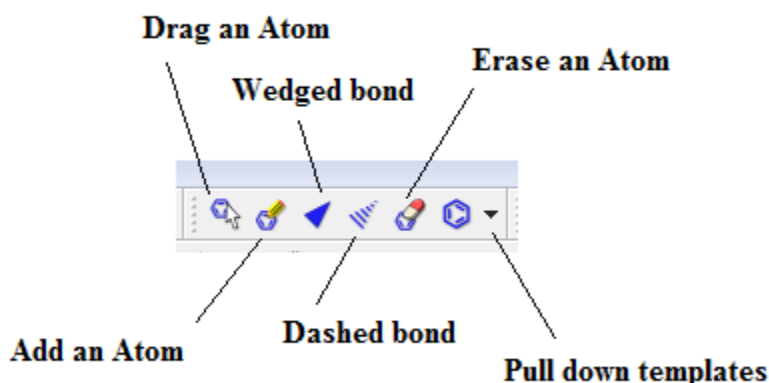 Drag an Atom
Erase an Atom
Wedged bond
Dashed bond
Add an Atom
Pull down templates